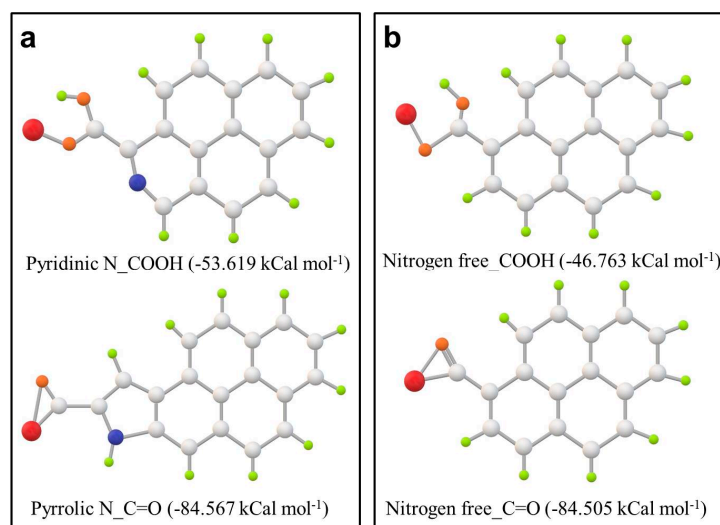 a
Pyridinic N_COOH (-53.619 kCal mol⁻¹)
Pyrrolic N_C=O (-84.567 kCal mol⁻¹)
b
Nitrogen free_COOH (-46.763 kCal mol⁻¹)
Nitrogen free_C=O (-84.505 kCal mol⁻¹)